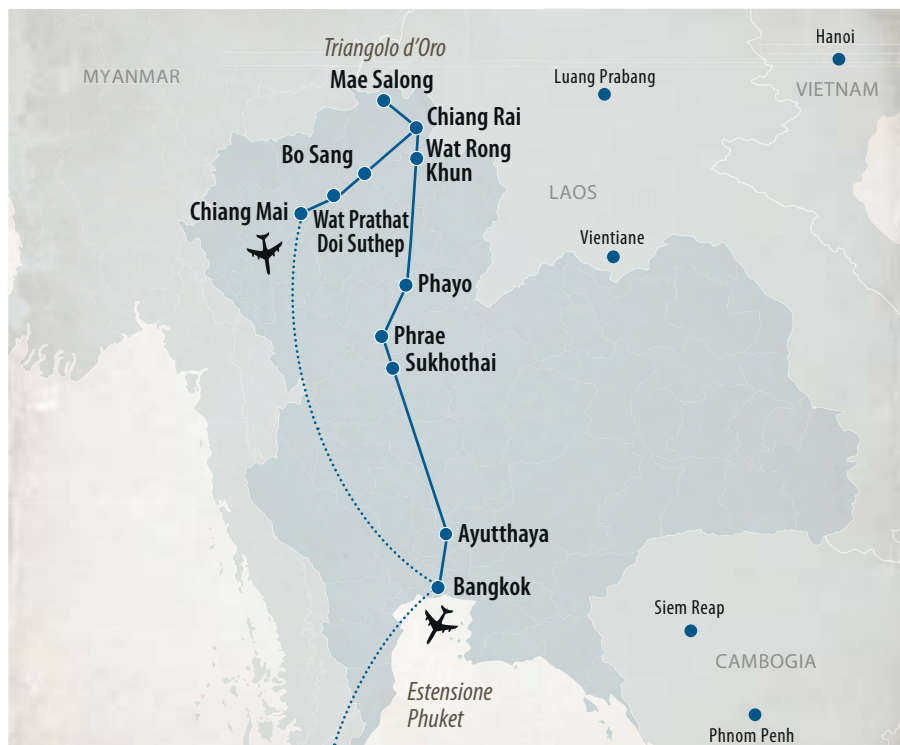 Hanoi
Triangolo d'Oro
MYANMAR
Mae Salong
Luang Prabang
VIETNAM
Chiang Rai
Wat Rong
Khun
Bo Sang
LAOS
Chiang Mai
Wat Prathat
Doi Suthep
Vientiane
Phayo
Phrae
Sukhothai
Ayutthaya
Bangkok
Siem Reap
CAMBOGIA
Estensione
Phuket
Phnom Penh